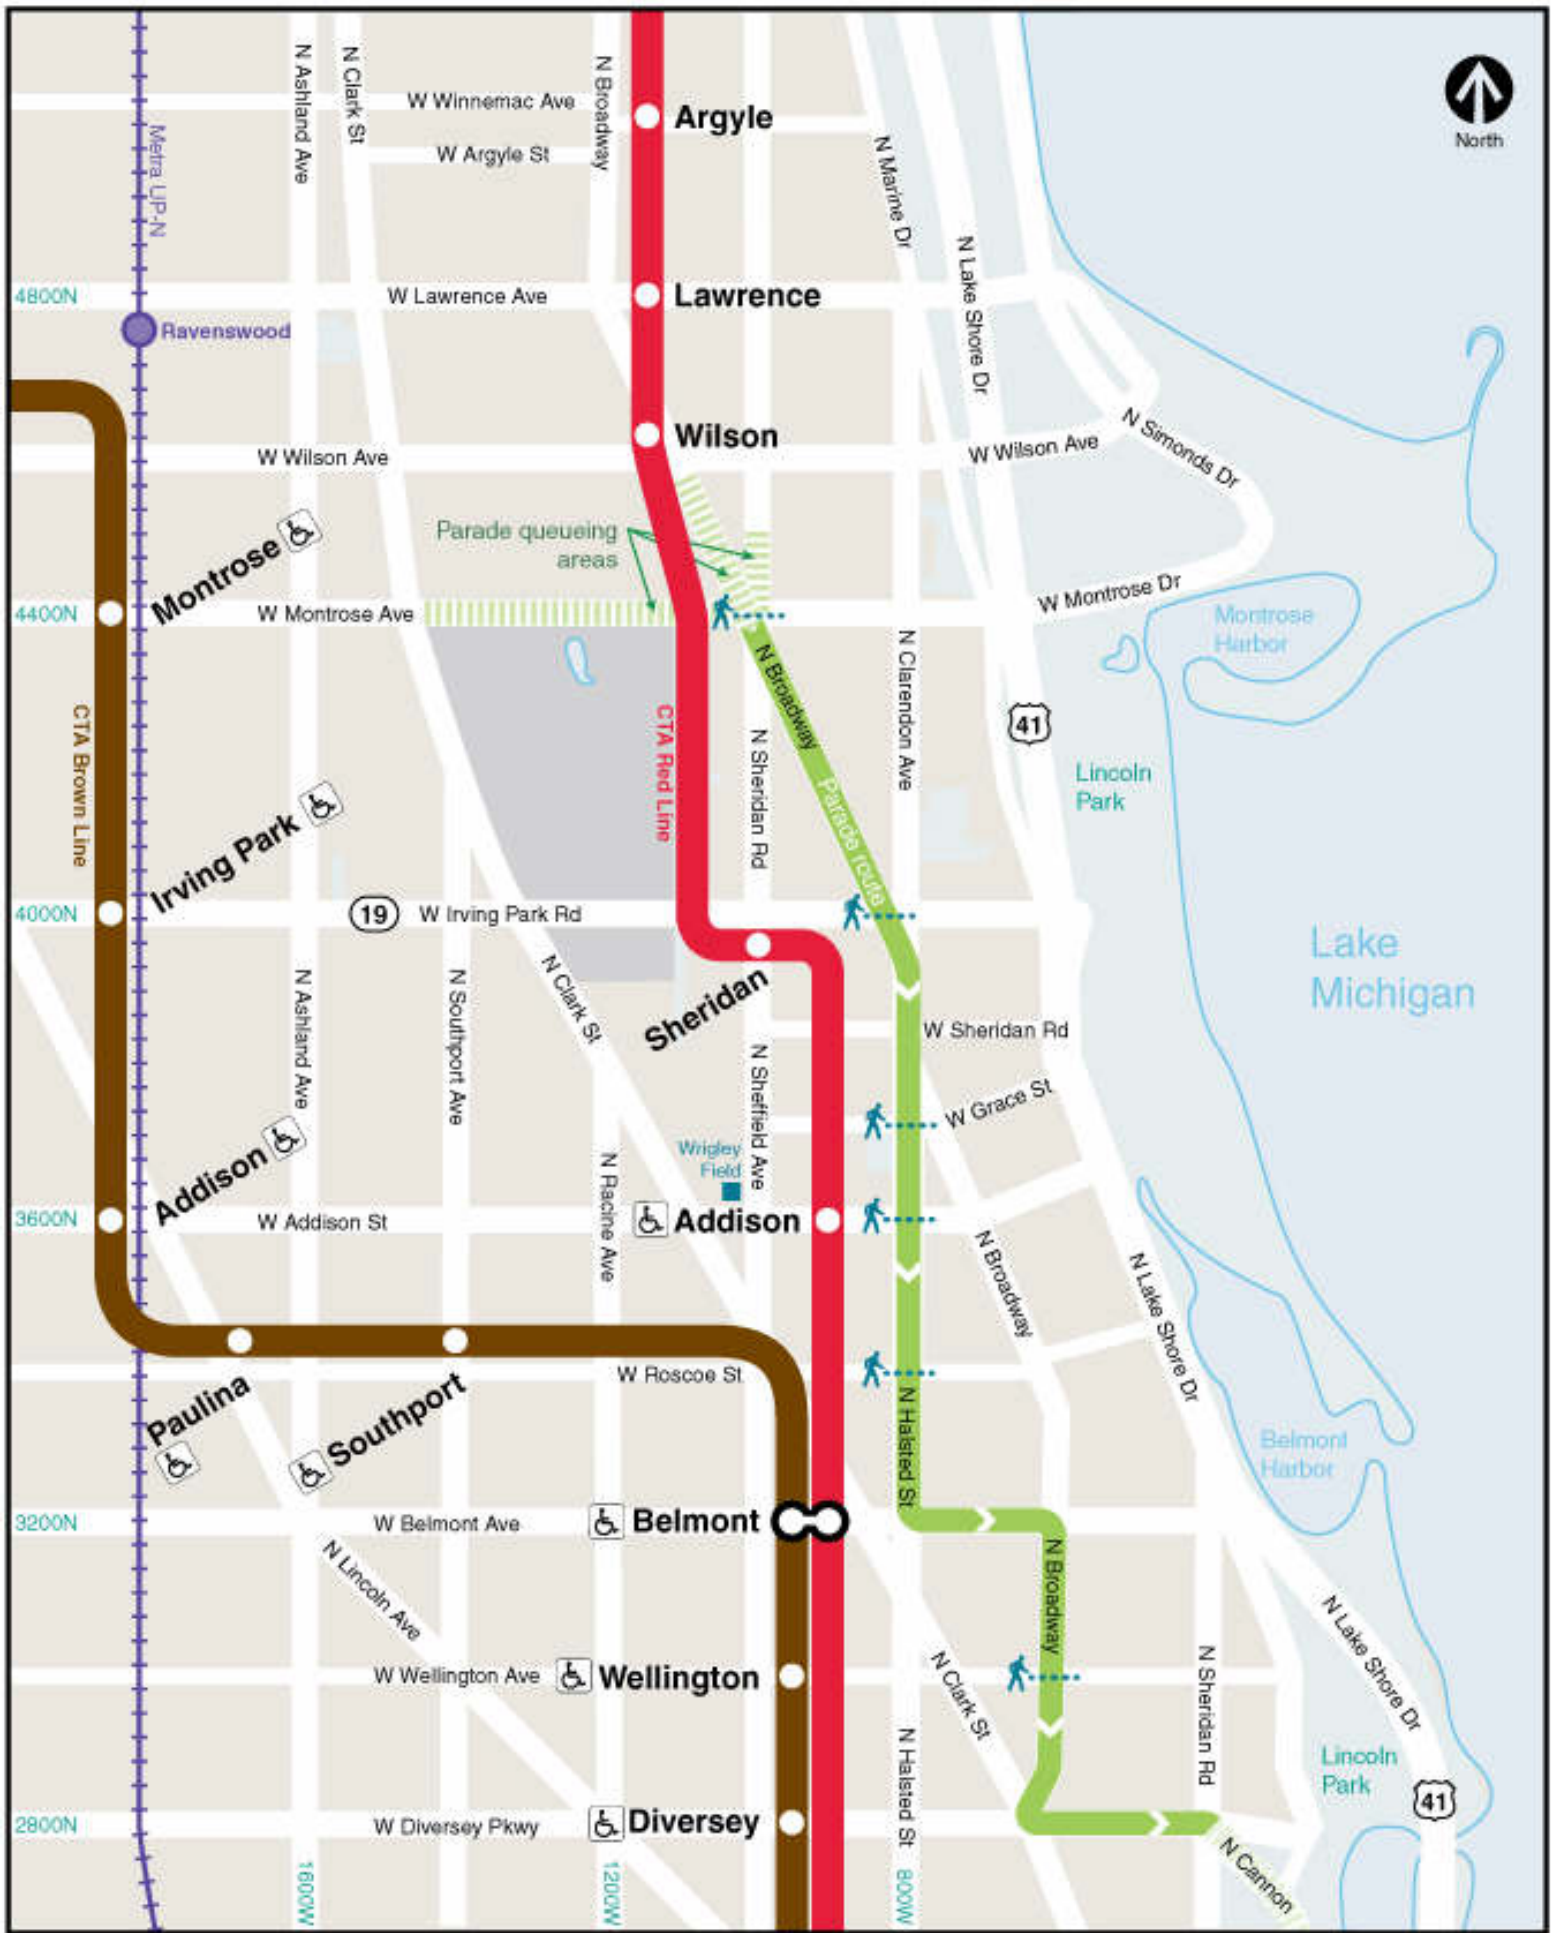 North
N Ashland Ave
N Clark St
W Winnemac Ave
N Broadway
Argyle
W Argyle St
Metra UP-N
N Marine Dr
N Lake Shore Dr
4800N
W Lawrence Ave
Lawrence
Ravenswood
Wilson
W Wilson Ave
W Wilson Ave
N Simonds Dr
Montrose
Parade queueing
areas
4400N
W Montrose Ave
W Montrose Dr
Montrose
Harbor
N Broadway
N Clarendon Ave
CTA Brown Line
CTA Red Line
N Sheridan Rd
41
Lincoln
Park
Parade route
Irving Park
4000N
19
W Irving Park Rd
Lake
Michigan
Sheridan
N Ashland Ave
N Southport Ave
N Clark St
W Sheridan Rd
N Sheffield Ave
W Grace St
Addison
Wrigley
Field
N Racine Ave
3600N
W Addison St
Addison
N Broadway
N Lake Shore Dr
W Roscoe St
Paulina
Southport
N Halsted St
Belmont
Harbor
3200N
W Belmont Ave
Belmont
N Lincoln Ave
N Broadway
N Lake Shore Dr
W Wellington Ave
Wellington
N Clark St
N Sheridan Rd
N Halsted St
Lincoln
Park
41
2800N
W Diversey Pkwy
Diversey
N Cannon
1600W
1200W
800W